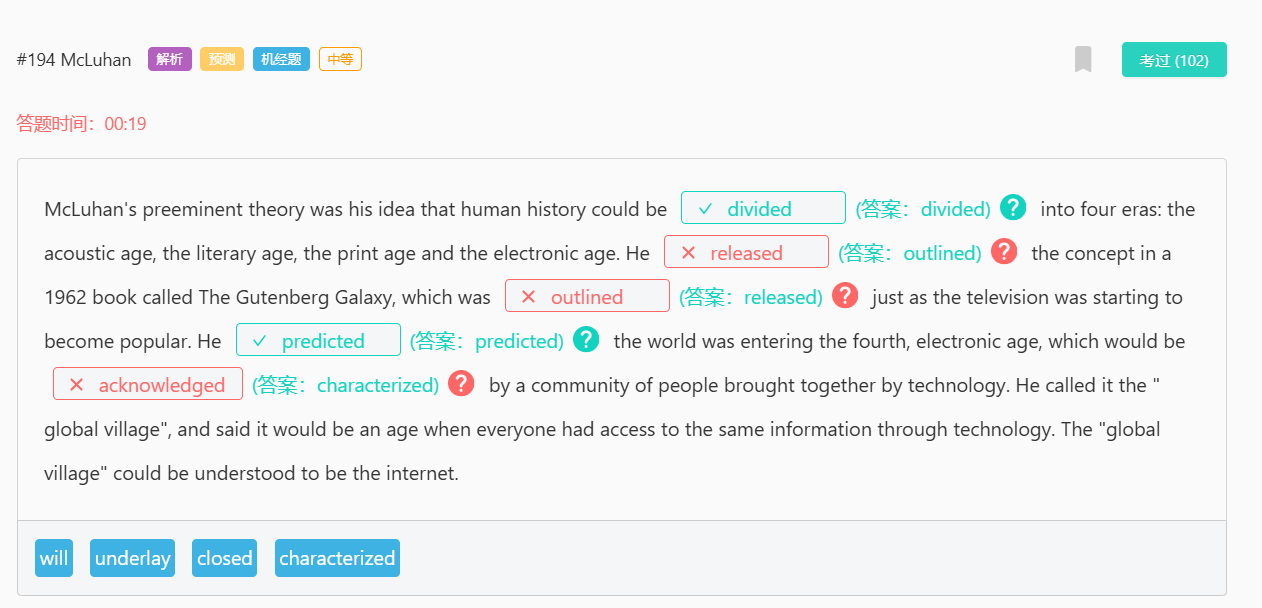 #194 McLuhan 解析 预测 机经题 中等 考过 (102)
答题时间：00:19
McLuhan's preeminent theory was his idea that human history could be ✓ divided (答案：divided) ? into four eras: the
acoustic age, the literary age, the print age and the electronic age. He ✕ released (答案：outlined) ? the concept in a
1962 book called The Gutenberg Galaxy, which was ✕ outlined (答案：released) ? just as the television was starting to
become popular. He ✓ predicted (答案：predicted) ? the world was entering the fourth, electronic age, which would be
✕ acknowledged (答案：characterized) ? by a community of people brought together by technology. He called it the "
global village", and said it would be an age when everyone had access to the same information through technology. The "global
village" could be understood to be the internet.
will underlay closed characterized